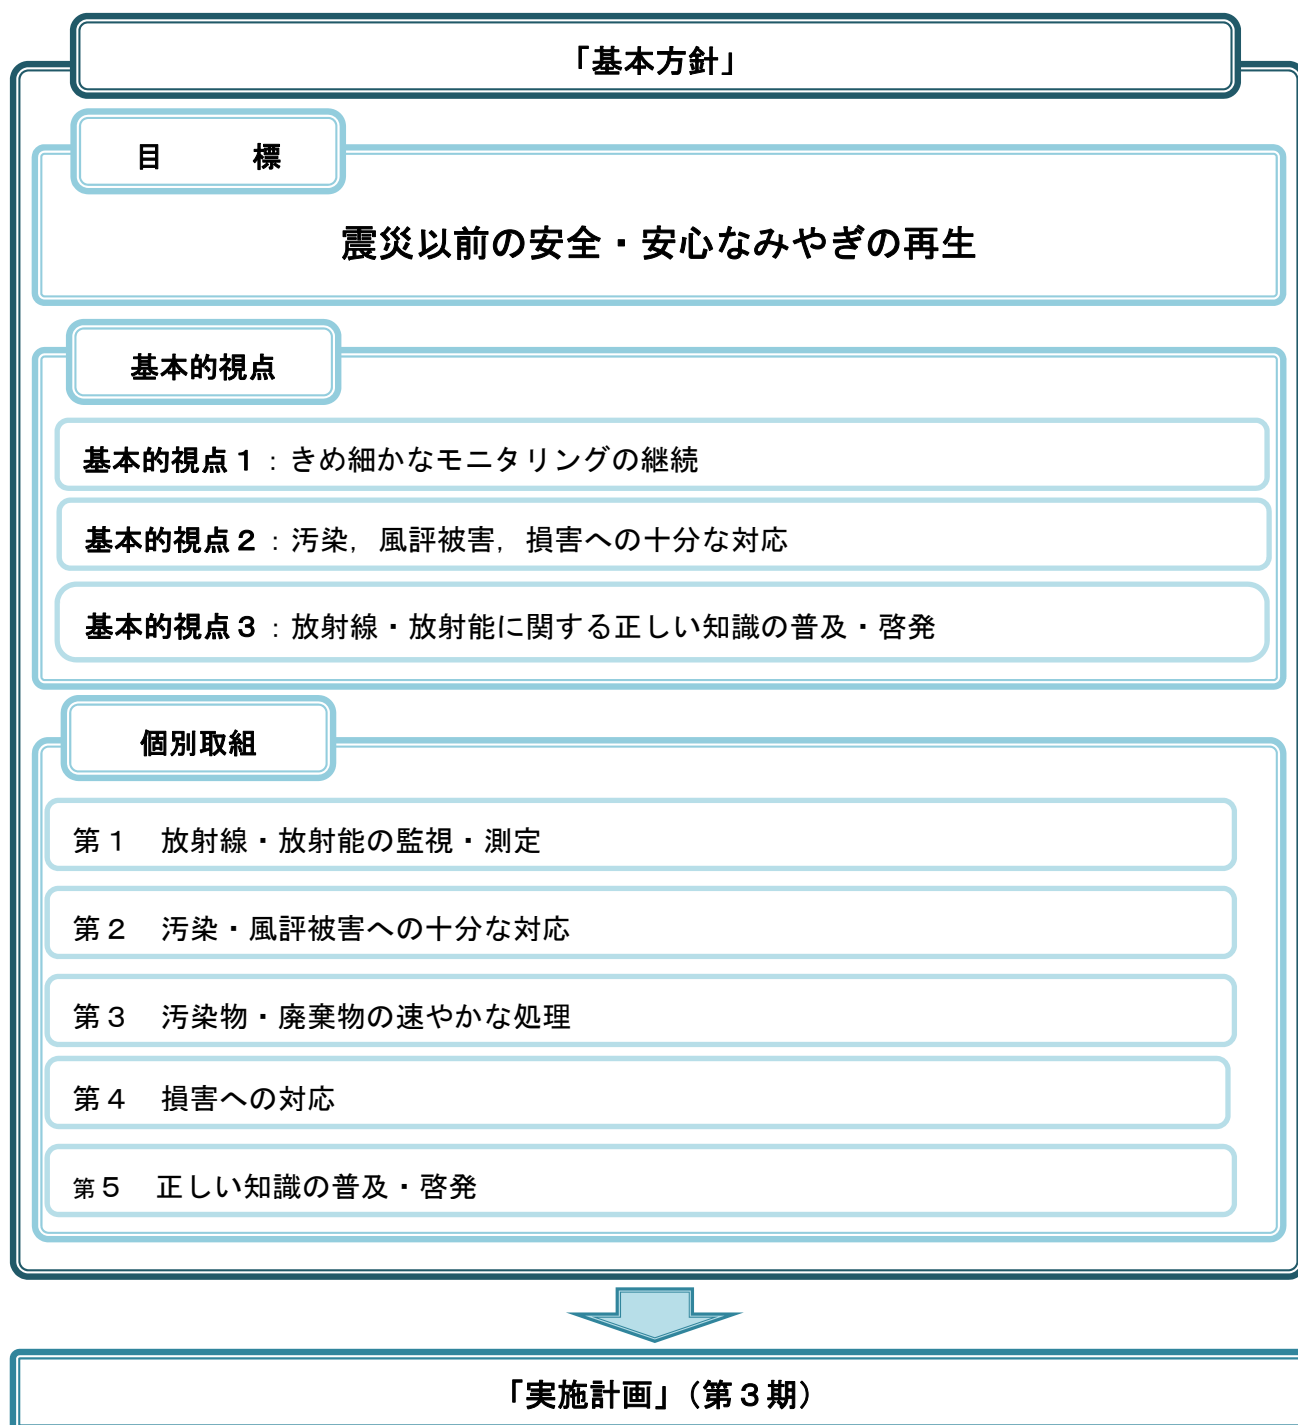 「基本方針」
目　　　標
震災以前の安全・安心なみやぎの再生
基本的視点
基本的視点１：きめ細かなモニタリングの継続
基本的視点２：汚染，風評被害，損害への十分な対応
基本的視点３：放射線・放射能に関する正しい知識の普及・啓発
個別取組
第１　放射線・放射能の監視・測定
第２　汚染・風評被害への十分な対応
第３　汚染物・廃棄物の速やかな処理
第４　損害への対応
第５　正しい知識の普及・啓発
「実施計画」（第３期）